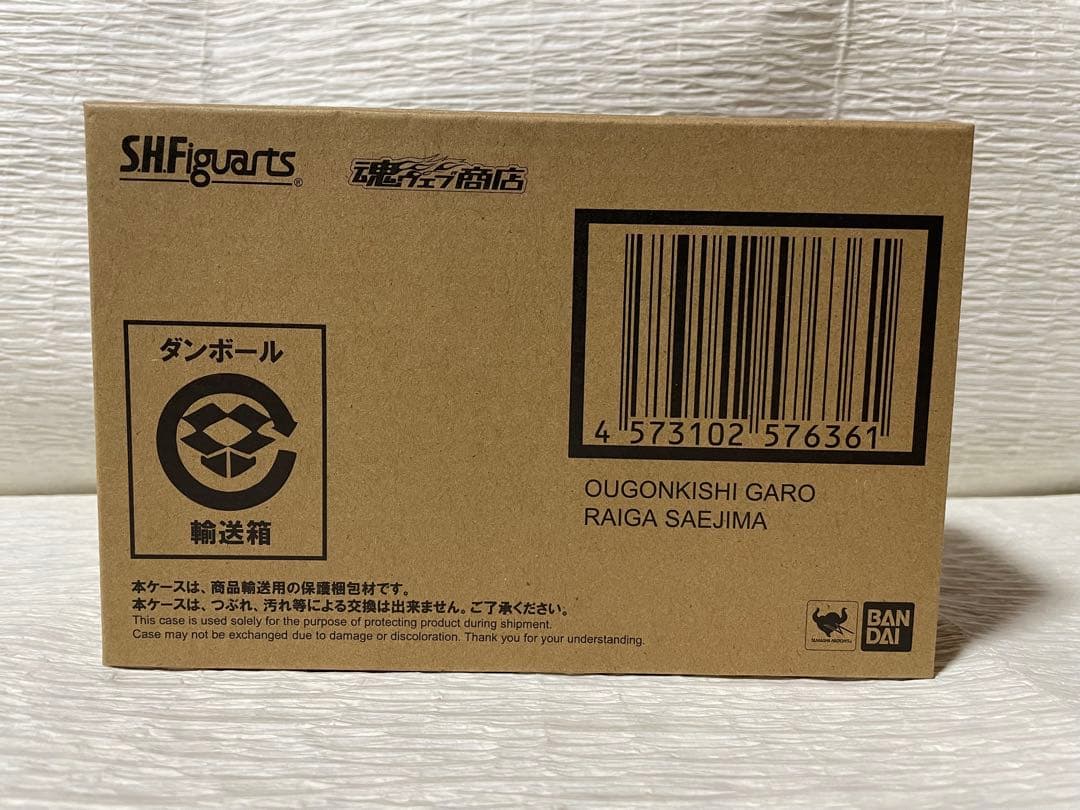 S.H.Figuarts®
魂ウェブ商店
4 573102 576361
ダンボール
輸送箱
OUGONKISHI GARO
RAIGA SAEJIMA
本ケースは、商品輸送用の保護梱包材です。
本ケースは、つぶれ、汚れ等による交換は出来ません。ご了承ください。
This case is used solely for the purpose of protecting product during shipment.
Case may not be exchanged due to damage or discoloration. Thank you for your understanding.
TAMASHII NATIONS
BAN
DAI